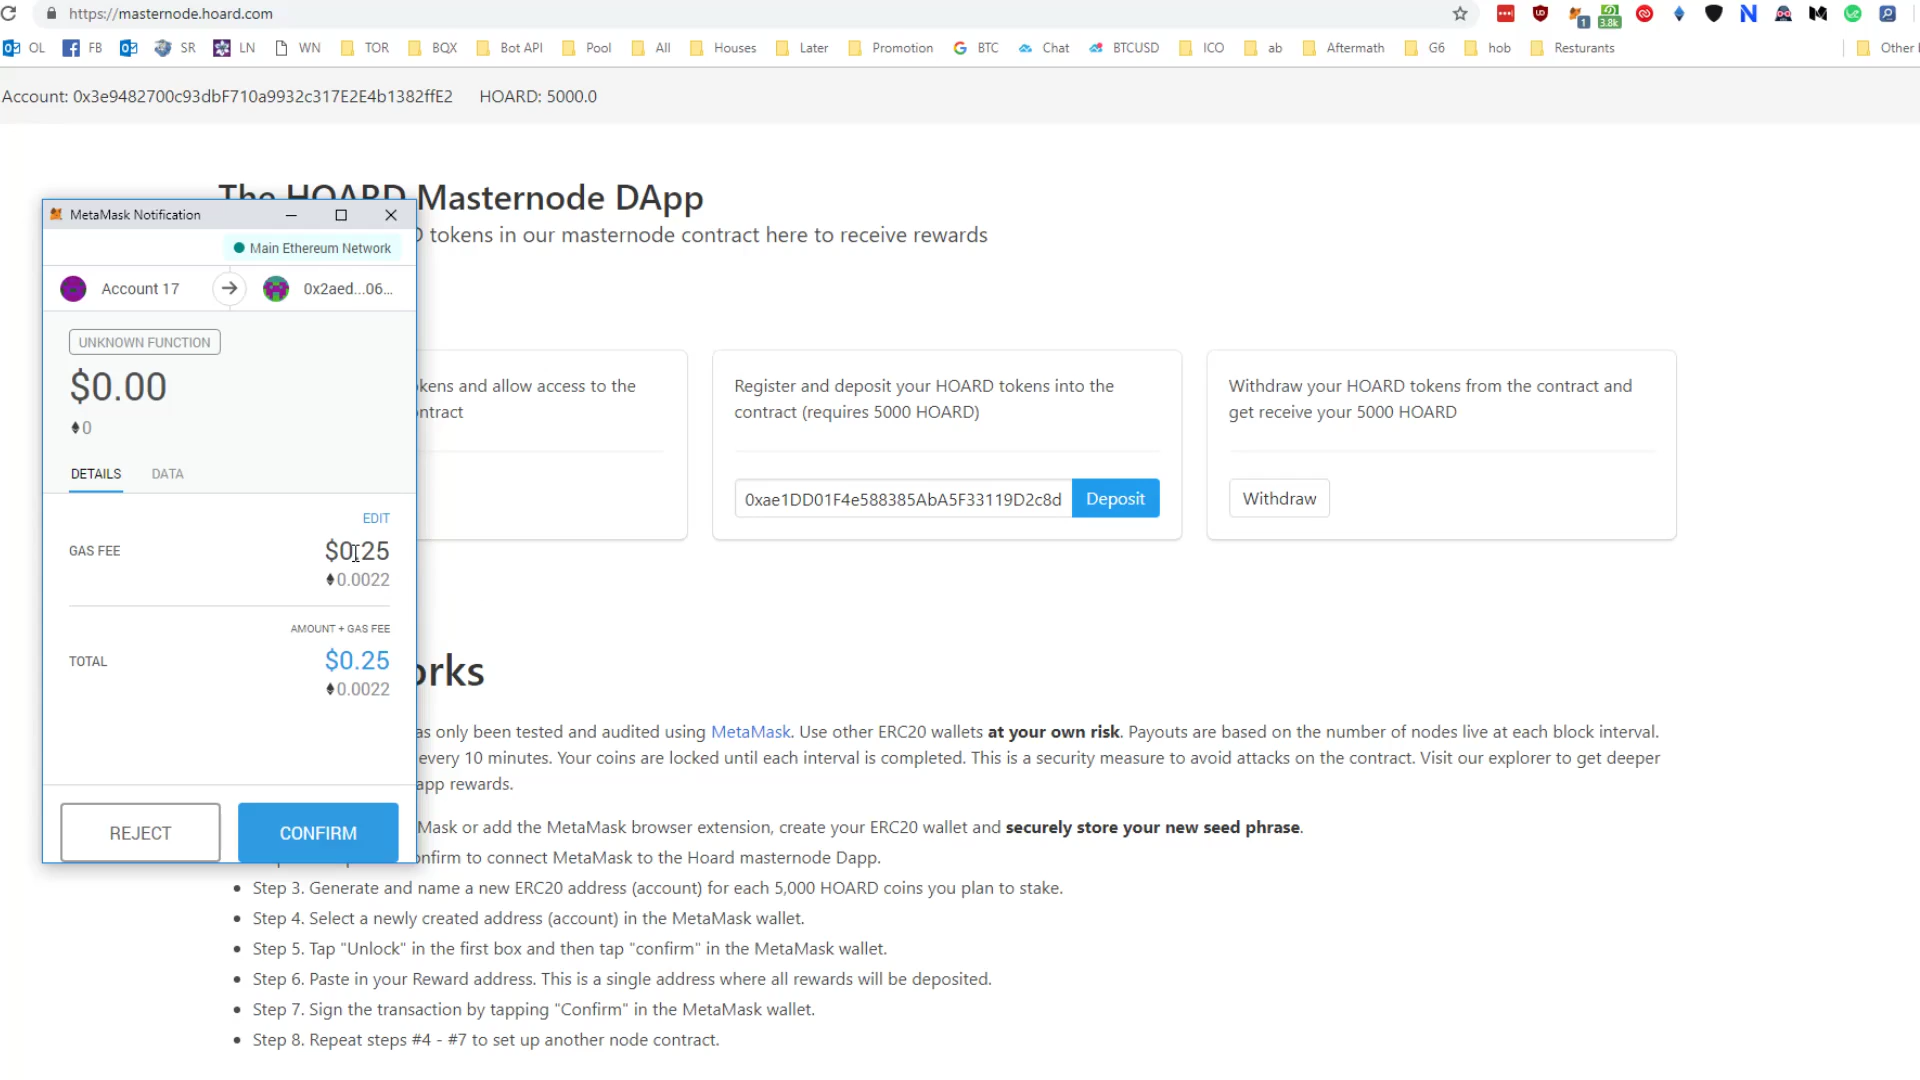 https://masternode.hoard.com
1
3.8k
OL FB SR LN WN TOR BQX Bot API Pool All Houses Later Promotion BTC Chat BTCUSD ICO ab Aftermath G6 hob Resturants Other
Account: 0x3e9482700c93dbF710a9932c317E2E4b1382ffE2 HOARD: 5000.0
The HOARD Masternode DApp
tokens in our masternode contract here to receive rewards
MetaMask Notification
Main Ethereum Network
Account 17
0x2aed...06...
UNKNOWN FUNCTION
$0.00
0
DETAILS DATA
EDIT
GAS FEE
$0.25
0.0022
AMOUNT + GAS FEE
TOTAL
$0.25
0.0022
REJECT
CONFIRM
kens and allow access to the
ntract
Register and deposit your HOARD tokens into the
contract (requires 5000 HOARD)
0xae1DD01F4e588385AbA5F33119D2c8d
Deposit
Withdraw your HOARD tokens from the contract and
get receive your 5000 HOARD
Withdraw
orks
as only been tested and audited using MetaMask. Use other ERC20 wallets at your own risk. Payouts are based on the number of nodes live at each block interval.
every 10 minutes. Your coins are locked until each interval is completed. This is a security measure to avoid attacks on the contract. Visit our explorer to get deeper
app rewards.
Mask or add the MetaMask browser extension, create your ERC20 wallet and securely store your new seed phrase.
onfirm to connect MetaMask to the Hoard masternode Dapp.
Step 3. Generate and name a new ERC20 address (account) for each 5,000 HOARD coins you plan to stake.
Step 4. Select a newly created address (account) in the MetaMask wallet.
Step 5. Tap "Unlock" in the first box and then tap "confirm" in the MetaMask wallet.
Step 6. Paste in your Reward address. This is a single address where all rewards will be deposited.
Step 7. Sign the transaction by tapping "Confirm" in the MetaMask wallet.
Step 8. Repeat steps #4 - #7 to set up another node contract.